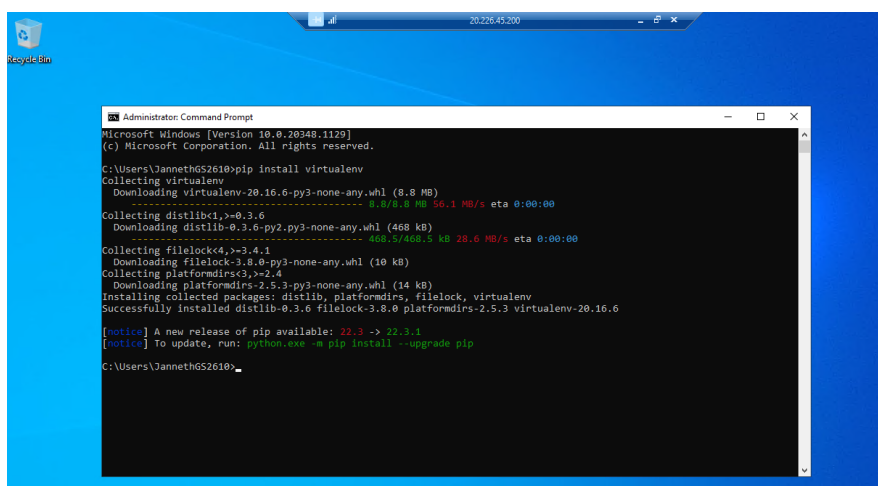 20.226.45.200
Recycle Bin
Administrator: Command Prompt
Microsoft Windows [Version 10.0.20348.1129]
(c) Microsoft Corporation. All rights reserved.
C:\Users\JannethGS2610>pip install virtualenv
Collecting virtualenv
  Downloading virtualenv-20.16.6-py3-none-any.whl (8.8 MB)
     ---------------------------------------- 8.8/8.8 MB 56.1 MB/s eta 0:00:00
Collecting distlib<1,>=0.3.6
  Downloading distlib-0.3.6-py2.py3-none-any.whl (468 kB)
     ---------------------------------------- 468.5/468.5 kB 28.6 MB/s eta 0:00:00
Collecting filelock<4,>=3.4.1
  Downloading filelock-3.8.0-py3-none-any.whl (10 kB)
Collecting platformdirs<3,>=2.4
  Downloading platformdirs-2.5.3-py3-none-any.whl (14 kB)
Installing collected packages: distlib, platformdirs, filelock, virtualenv
Successfully installed distlib-0.3.6 filelock-3.8.0 platformdirs-2.5.3 virtualenv-20.16.6
[notice] A new release of pip available: 22.3 -> 22.3.1
[notice] To update, run: python.exe -m pip install --upgrade pip
C:\Users\JannethGS2610>